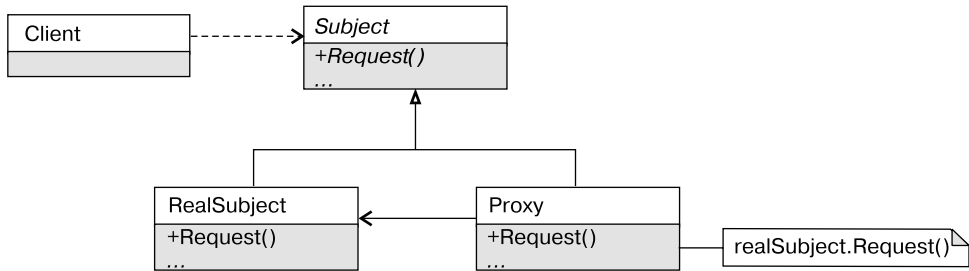 Client
Subject
+Request()
...
RealSubject
+Request()
...
Proxy
+Request()
...
realSubject.Request()